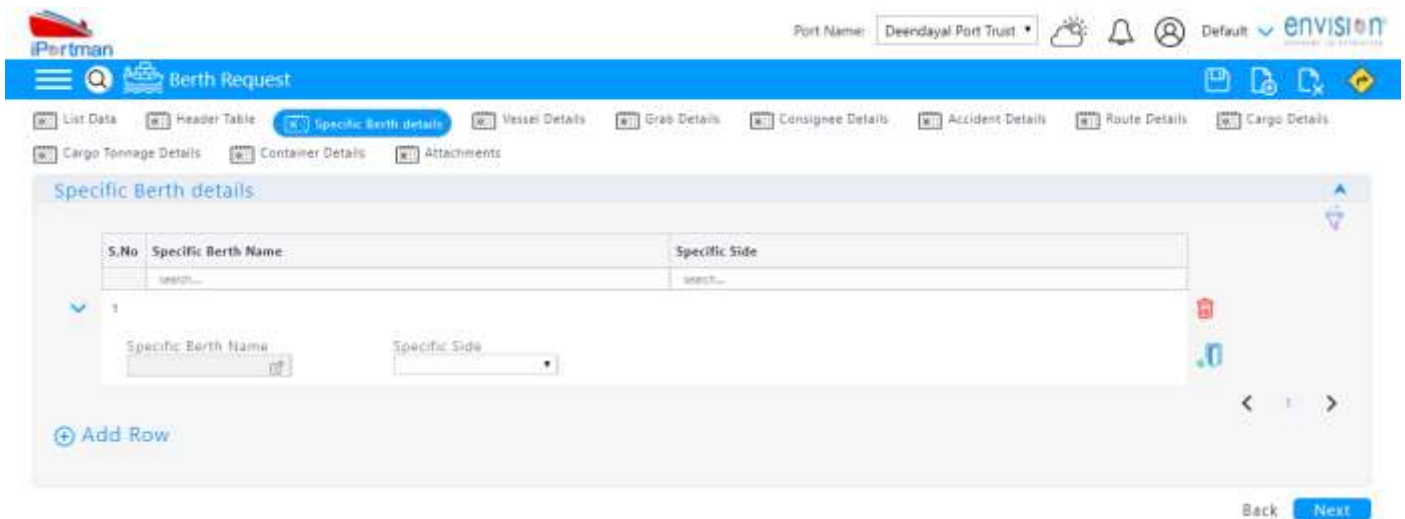 Port Name: Deendayal Port Trust Default envision
iPortman
Berth Request
List Data Header Table Specific Berth details Vessel Details Grab Details Consignee Details Accident Details Route Details Cargo Details
Cargo Tonnage Details Container Details Attachments
Specific Berth details
S.No Specific Berth Name Specific Side
search... search...
1
Specific Berth Name Specific Side
1
Add Row
Back Next